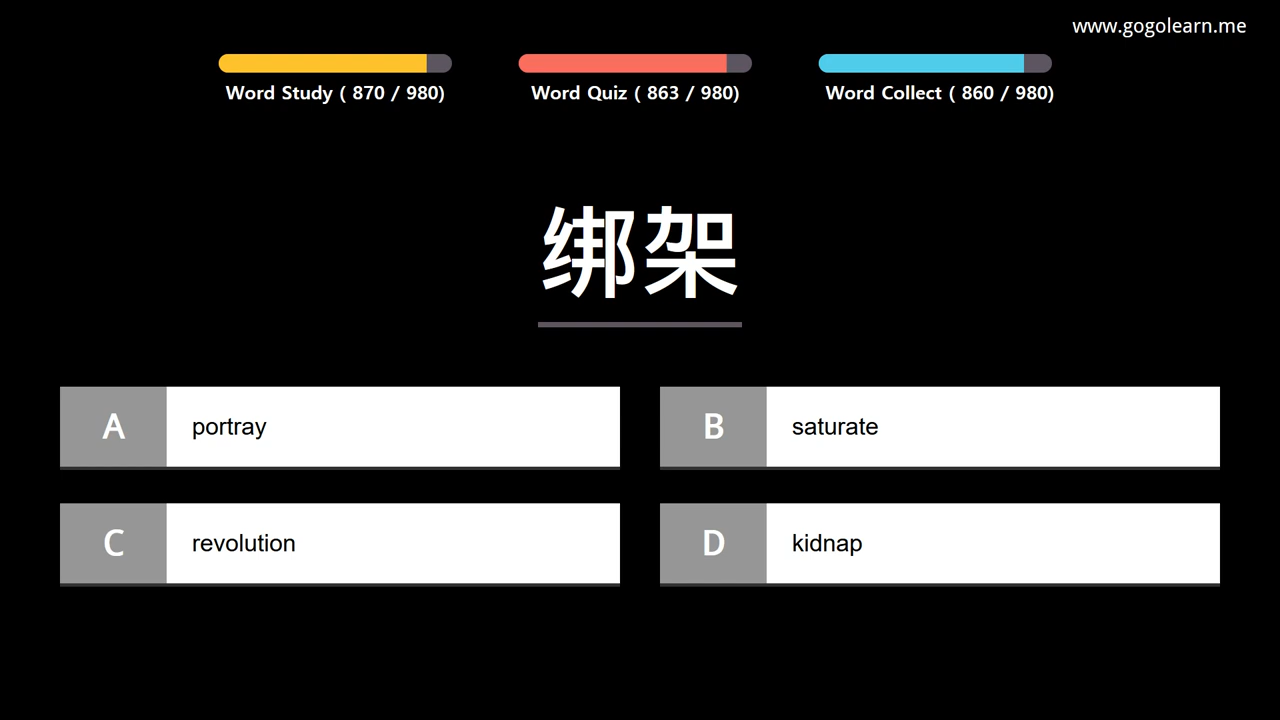 www.gogolearn.me
Word Study ( 870 / 980)
Word Quiz ( 863 / 980)
Word Collect ( 860 / 980)
绑架
A portray
B saturate
C revolution
D kidnap